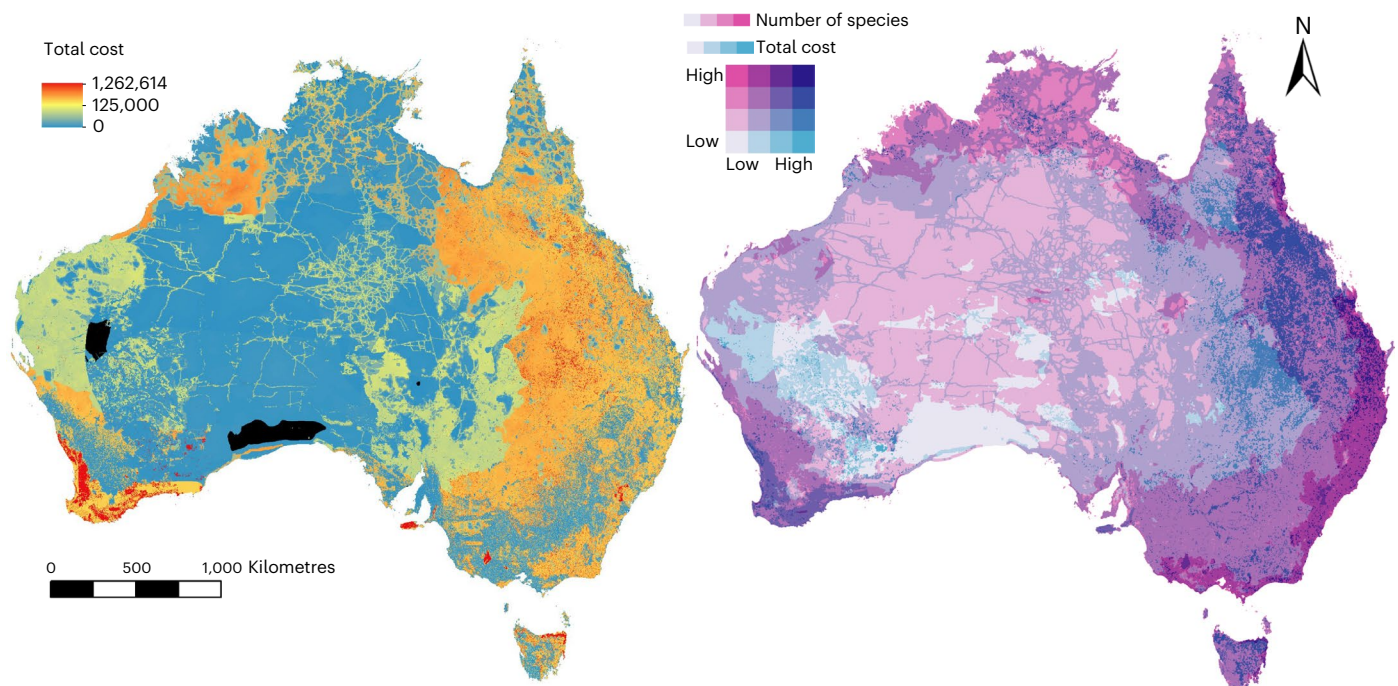 Total cost
1,262,614
125,000
0
0 500 1,000 Kilometres
Number of species
Total cost
High
Low
Low High
N